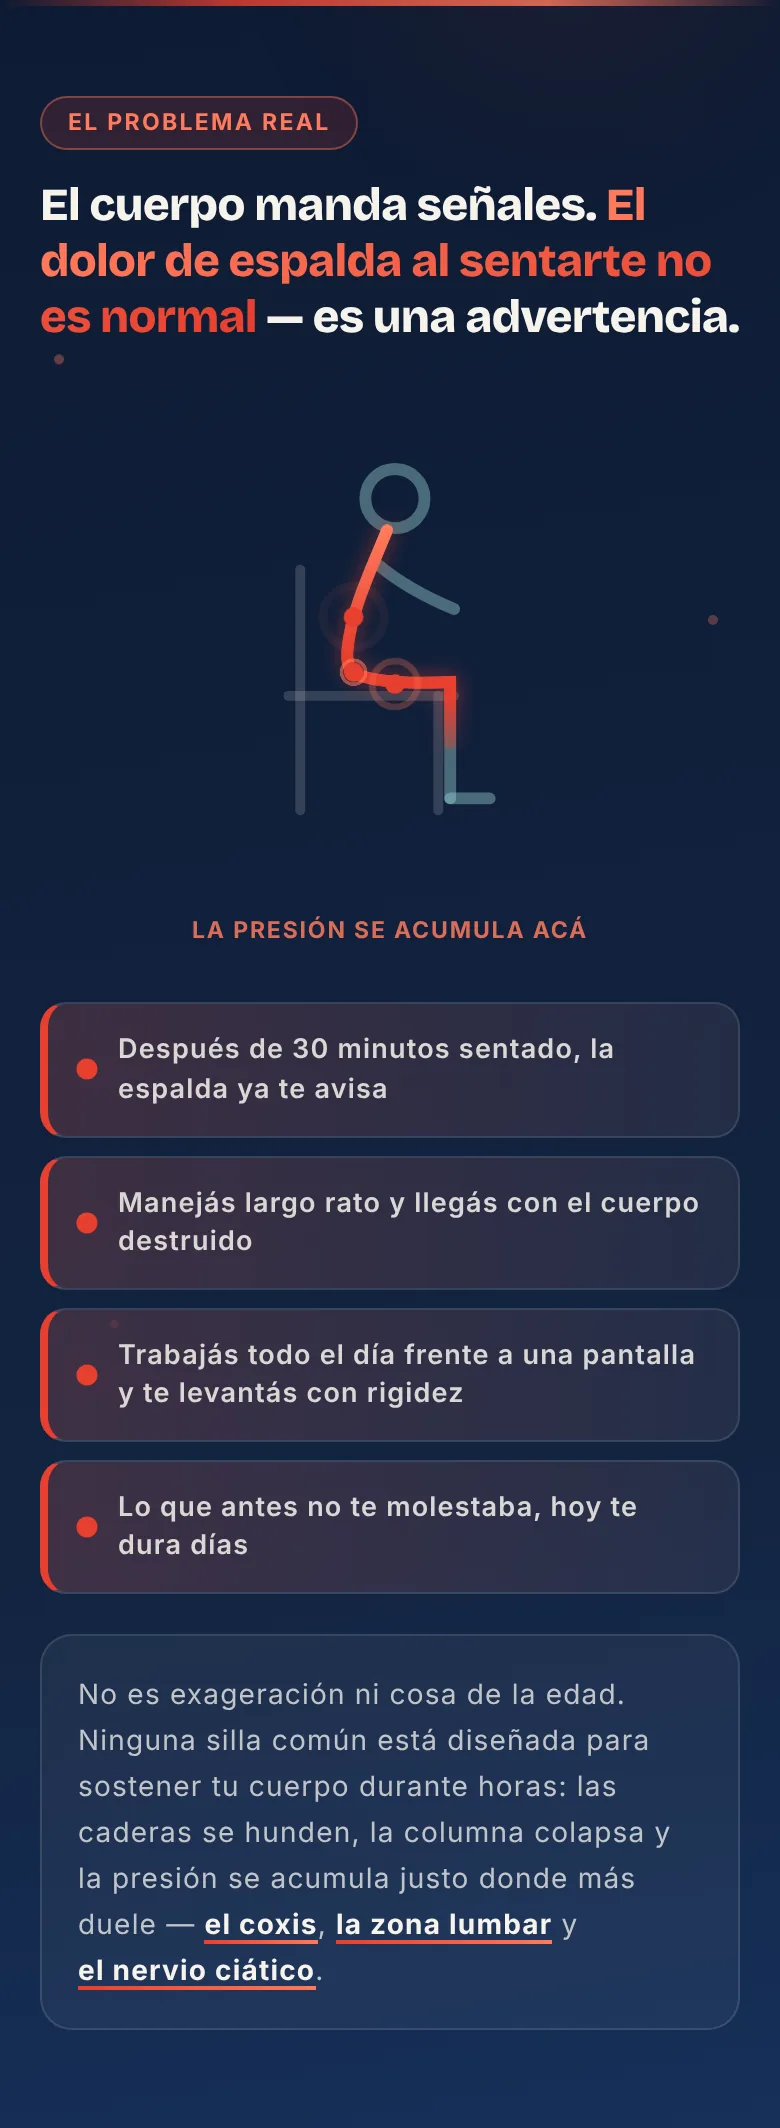 EL PROBLEMA REAL
El cuerpo manda señales. El
dolor de espalda al sentarte no
es normal — es una advertencia.
LA PRESIÓN SE ACUMULA ACÁ
Después de 30 minutos sentado, la
espalda ya te avisa
Manejás largo rato y llegás con el cuerpo
destruido
Trabajás todo el día frente a una pantalla
y te levantás con rigidez
Lo que antes no te molestaba, hoy te
dura días
No es exageración ni cosa de la edad.
Ninguna silla común está diseñada para
sostener tu cuerpo durante horas: las
caderas se hunden, la columna colapsa y
la presión se acumula justo donde más
duele — el coxis, la zona lumbar y
el nervio ciático.